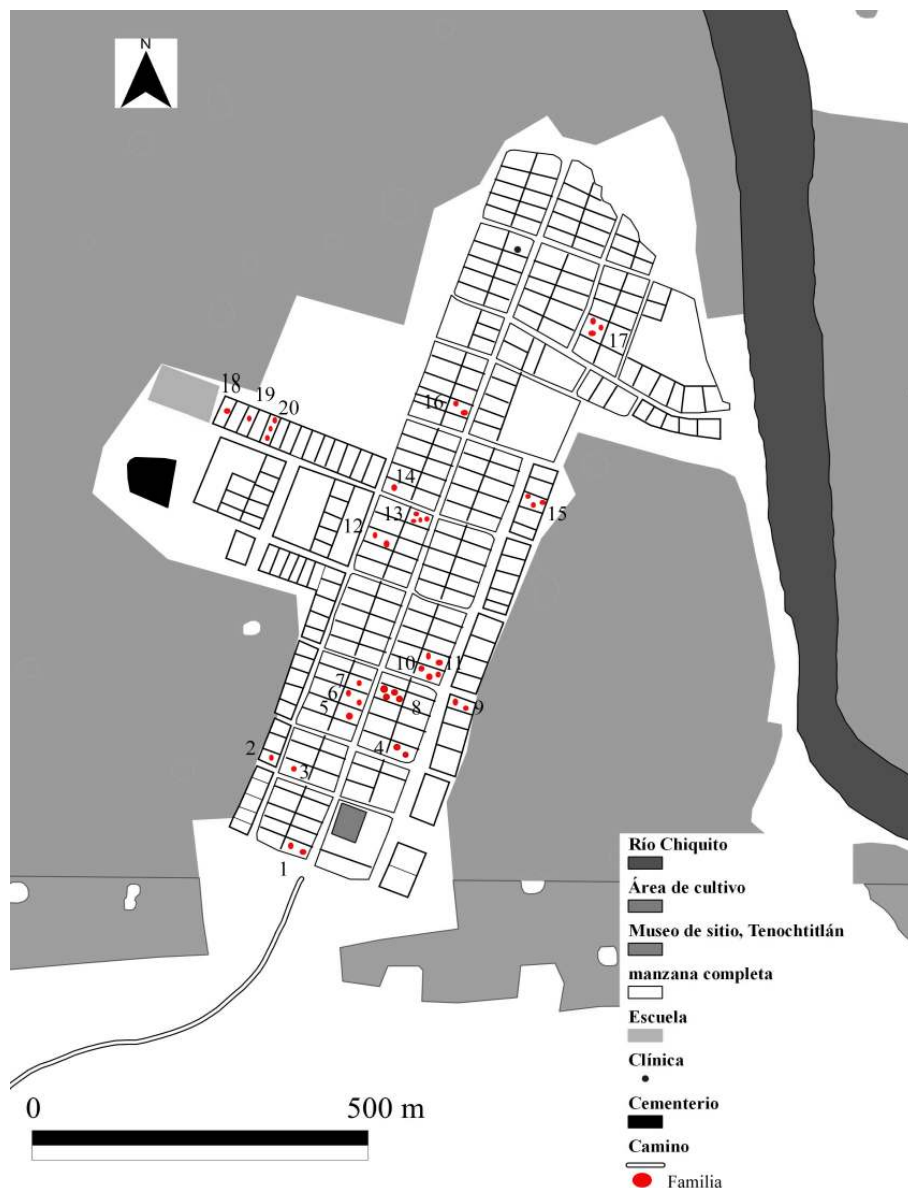 N
17
18
19
20
16
14
13
12
15
10
11
7
6
5
8
9
4
2
3
1
Río Chiquito
Área de cultivo
Museo de sitio, Tenochtitlán
manzana completa
Escuela
Clínica
Cementerio
Camino
Familia
0 500 m